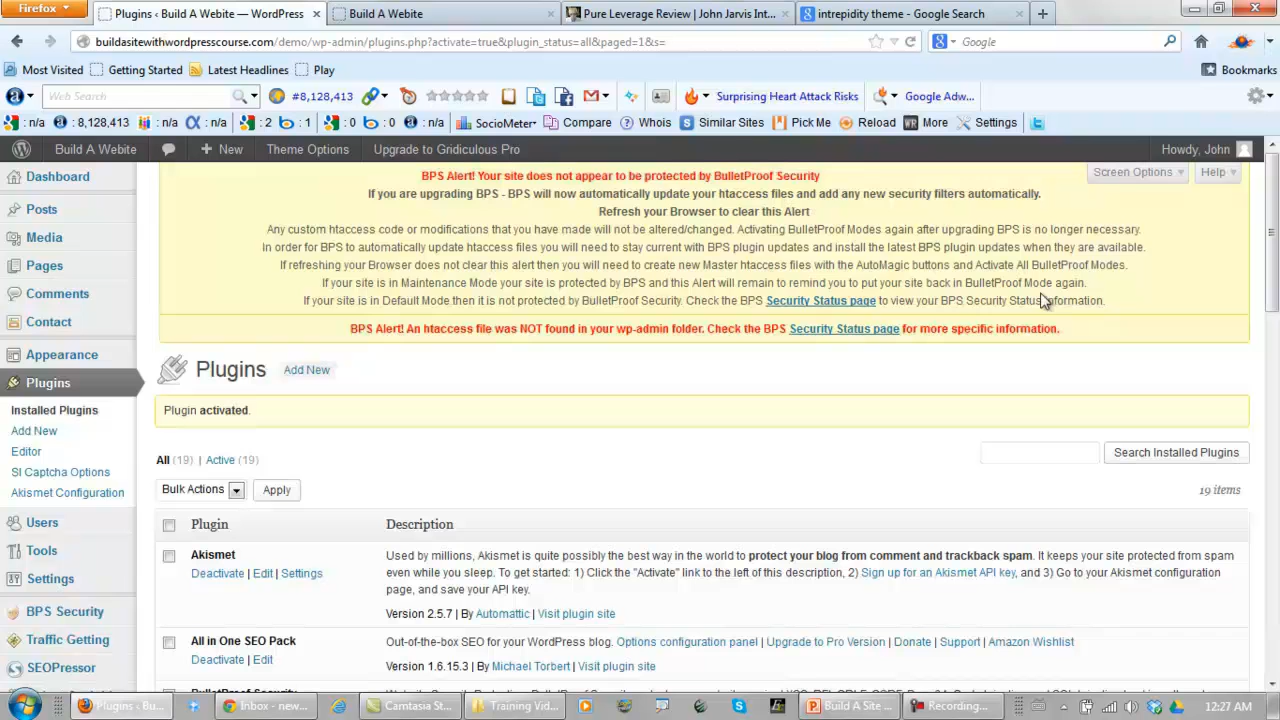 Firefox
Plugins ‹ Build A Webite — WordPress
Build A Webite
Pure Leverage Review | John Jarvis Int...
intrepidity theme - Google Search
buildasitewithwordpresscourse.com/demo/wp-admin/plugins.php?activate=true&plugin_status=all&paged=1&s=
Google
Most Visited Getting Started Latest Headlines Play Bookmarks
Web Search #8,128,413 Surprising Heart Attack Risks Google Adw...
: n/a : 8,128,413 : n/a : n/a : 2 : 1 : 0 : 0 : n/a SocioMeter Compare Whois Similar Sites Pick Me Reload More Settings
Build A Webite + New Theme Options Upgrade to Gridiculous Pro Howdy, John
Dashboard
Posts
Media
Pages
Comments
Contact
Appearance
Plugins
Installed Plugins
Add New
Editor
SI Captcha Options
Akismet Configuration
Users
Tools
Settings
BPS Security
Traffic Getting
SEOPressor
Screen Options Help
BPS Alert! Your site does not appear to be protected by BulletProof Security
If you are upgrading BPS - BPS will now automatically update your htaccess files and add any new security filters automatically.
Refresh your Browser to clear this Alert
Any custom htaccess code or modifications that you have made will not be altered/changed. Activating BulletProof Modes again after upgrading BPS is no longer necessary.
In order for BPS to automatically update htaccess files you will need to stay current with BPS plugin updates and install the latest BPS plugin updates when they are available.
If refreshing your Browser does not clear this alert then you will need to create new Master htaccess files with the AutoMagic buttons and Activate All BulletProof Modes.
If your site is in Maintenance Mode your site is protected by BPS and this Alert will remain to remind you to put your site back in BulletProof Mode again.
If your site is in Default Mode then it is not protected by BulletProof Security. Check the BPS Security Status page to view your BPS Security Status information.
BPS Alert! An htaccess file was NOT found in your wp-admin folder. Check the BPS Security Status page for more specific information.
Plugins Add New
Plugin activated.
All (19) | Active (19)
Search Installed Plugins
Bulk Actions Apply
19 items
Plugin Description
Akismet
Deactivate | Edit | Settings
Used by millions, Akismet is quite possibly the best way in the world to protect your blog from comment and trackback spam. It keeps your site protected from spam
even while you sleep. To get started: 1) Click the "Activate" link to the left of this description, 2) Sign up for an Akismet API key, and 3) Go to your Akismet configuration
page, and save your API key.
Version 2.5.7 | By Automattic | Visit plugin site
All in One SEO Pack
Deactivate | Edit
Out-of-the-box SEO for your WordPress blog. Options configuration panel | Upgrade to Pro Version | Donate | Support | Amazon Wishlist
Version 1.6.15.3 | By Michael Torbert | Visit plugin site
BulletProof Security
Plugins ‹ Bu... Inbox - new... Camtasia St... Training Vid... Build A Site ... Recording... 12:27 AM